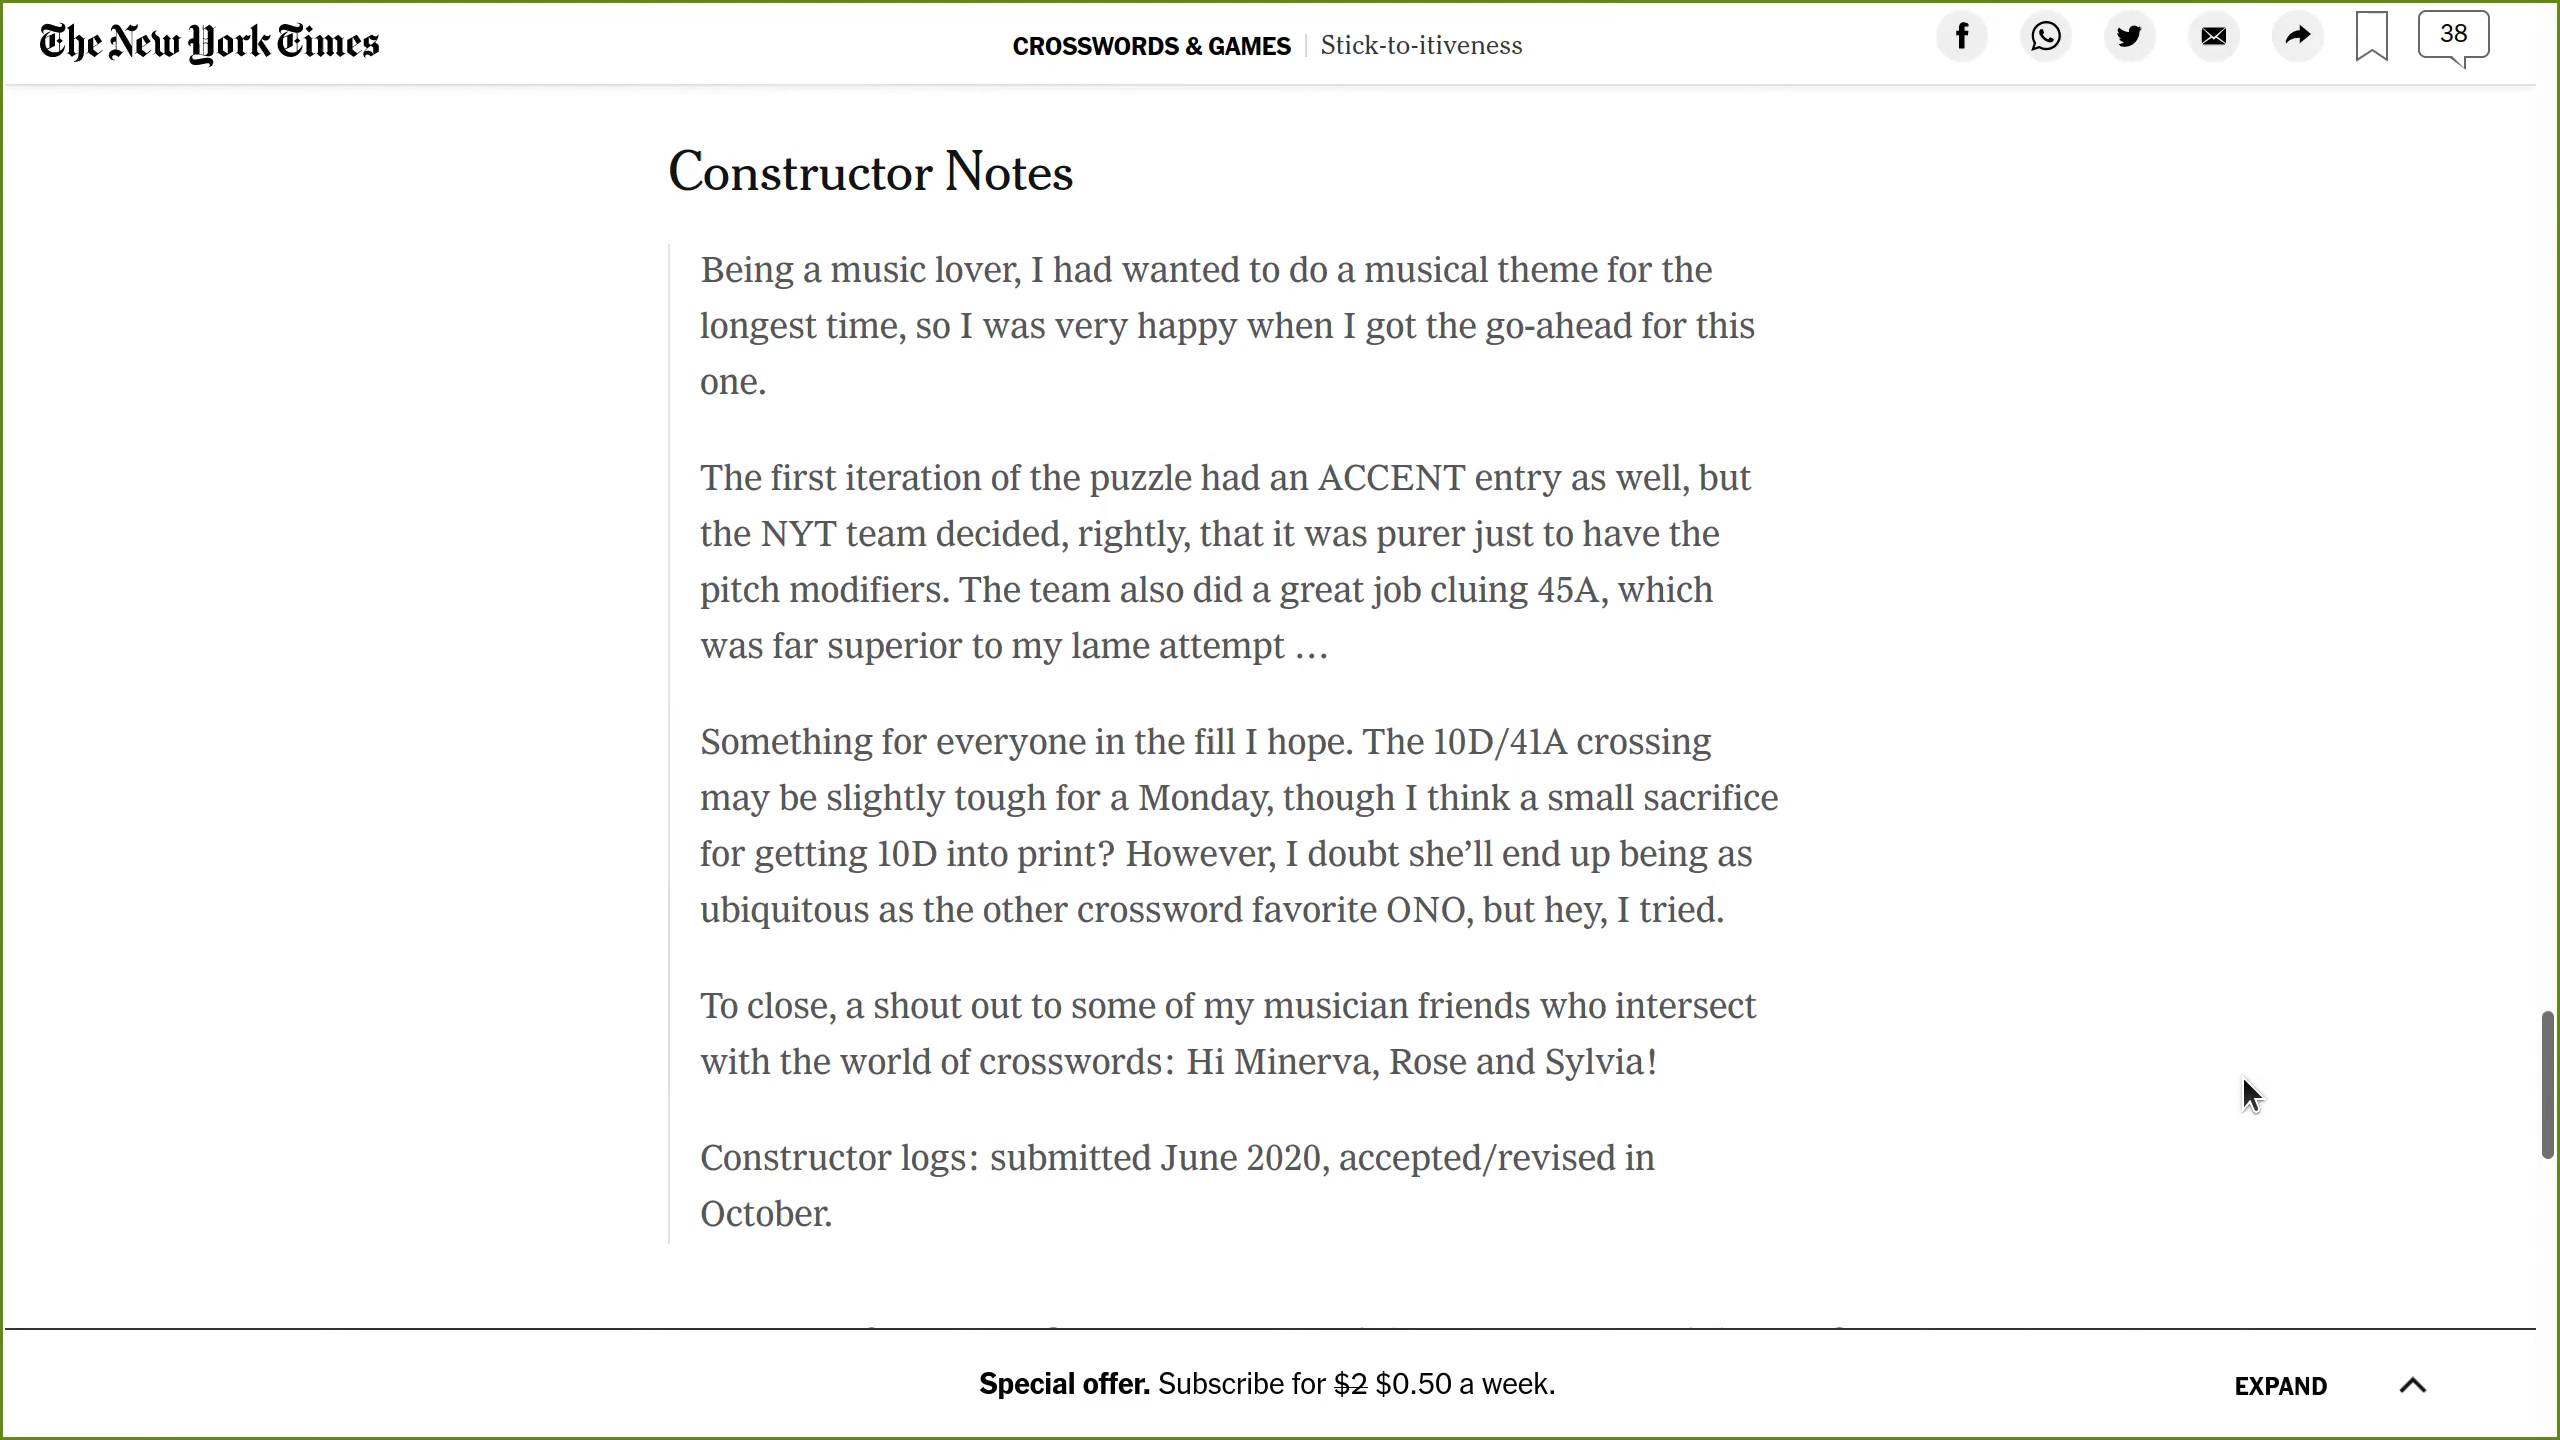 The New York Times
CROSSWORDS & GAMES | Stick-to-itiveness
38
Constructor Notes
Being a music lover, I had wanted to do a musical theme for the
longest time, so I was very happy when I got the go-ahead for this
one.
The first iteration of the puzzle had an ACCENT entry as well, but
the NYT team decided, rightly, that it was purer just to have the
pitch modifiers. The team also did a great job cluing 45A, which
was far superior to my lame attempt …
Something for everyone in the fill I hope. The 10D/41A crossing
may be slightly tough for a Monday, though I think a small sacrifice
for getting 10D into print? However, I doubt she’ll end up being as
ubiquitous as the other crossword favorite ONO, but hey, I tried.
To close, a shout out to some of my musician friends who intersect
with the world of crosswords: Hi Minerva, Rose and Sylvia!
Constructor logs: submitted June 2020, accepted/revised in
October.
Special offer. Subscribe for $2 $0.50 a week.
EXPAND